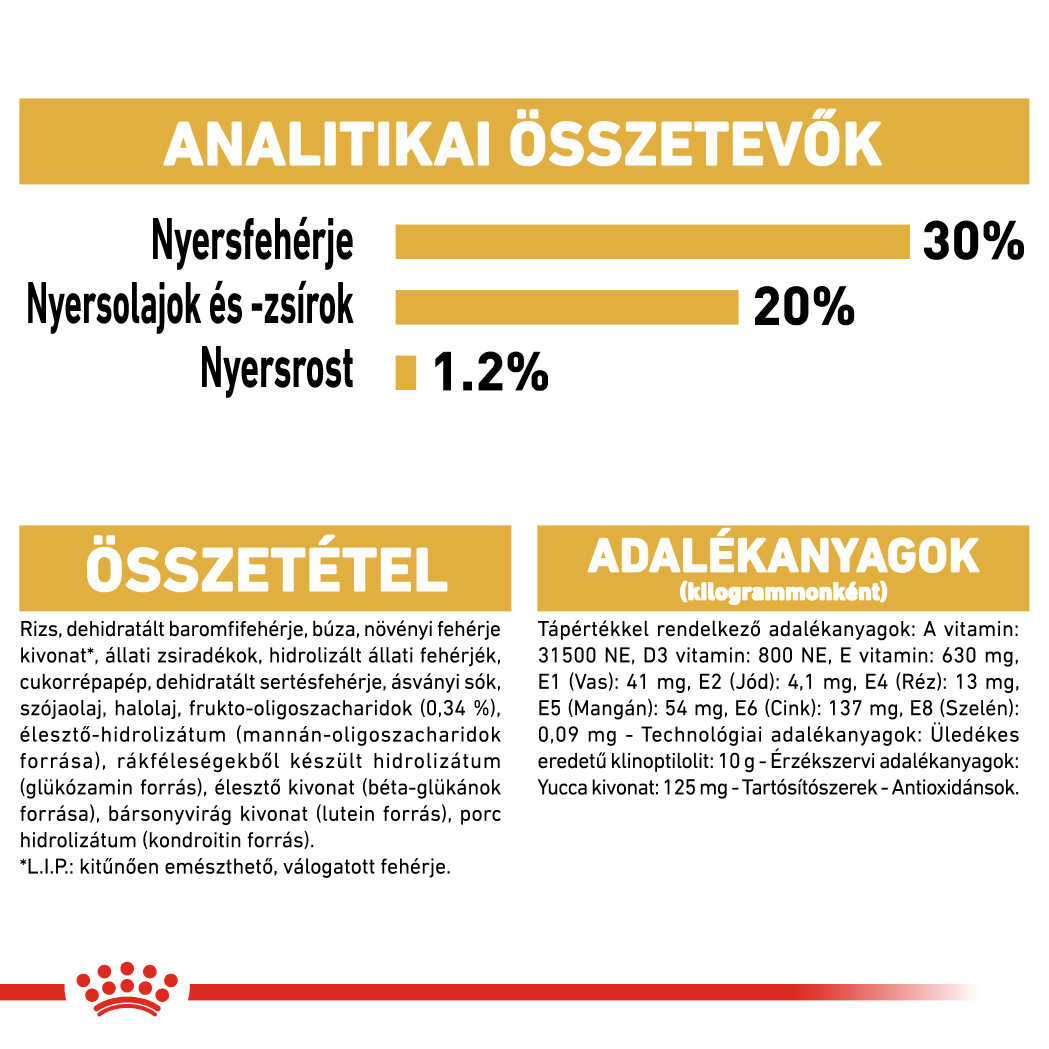 ANALITIKAI ÖSSZETEVŐK
Nyersfehérje 30%
Nyersolajok és -zsírok 20%
Nyersrost 1.2%
ÖSSZETÉTEL
Rizs, dehidratált baromfifehérje, búza, növényi fehérje
kivonat*, állati zsiradékok, hidrolizált állati fehérjék,
cukorrépapép, dehidratált sertésfehérje, ásványi sók,
szójaolaj, halolaj, frukto-oligoszacharidok (0,34 %),
élesztő-hidrolizátum (mannán-oligoszacharidok
forrása), rákféleségekből készült hidrolizátum
(glükózamin forrás), élesztő kivonat (béta-glükánok
forrása), bársonyvirág kivonat (lutein forrás), porc
hidrolizátum (kondroitin forrás).
*L.I.P.: kitűnően emészthető, válogatott fehérje.
ADALÉKANYAGOK
(kilogrammonként)
Tápértékkel rendelkező adalékanyagok: A vitamin:
31500 NE, D3 vitamin: 800 NE, E vitamin: 630 mg,
E1 (Vas): 41 mg, E2 (Jód): 4,1 mg, E4 (Réz): 13 mg,
E5 (Mangán): 54 mg, E6 (Cink): 137 mg, E8 (Szelén):
0,09 mg - Technológiai adalékanyagok: Üledékes
eredetű klinoptilolit: 10 g - Érzékszervi adalékanyagok:
Yucca kivonat: 125 mg - Tartósítószerek - Antioxidánsok.